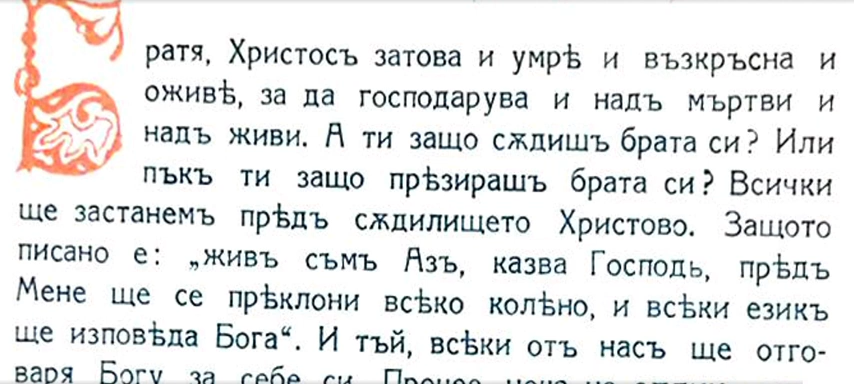 Братя, Христосъ затова и умрѣ и възкръсна и
оживѣ, за да господарува и надъ мъртви и
надъ живи. А ти защо сѫдишъ брата си? Или
пъкъ ти защо прѣзирашъ брата си? Всички
ще застанемъ прѣдъ сѫдилището Христово. Защото
писано е: „живъ съмъ Азъ, казва Господь, прѣдъ
Мене ще се прѣклони всѣко колѣно, и всѣки езикъ
ще изповѣда Бога“. И тъй, всѣки отъ насъ ще отго-
варя Богу за себе си. Прочее